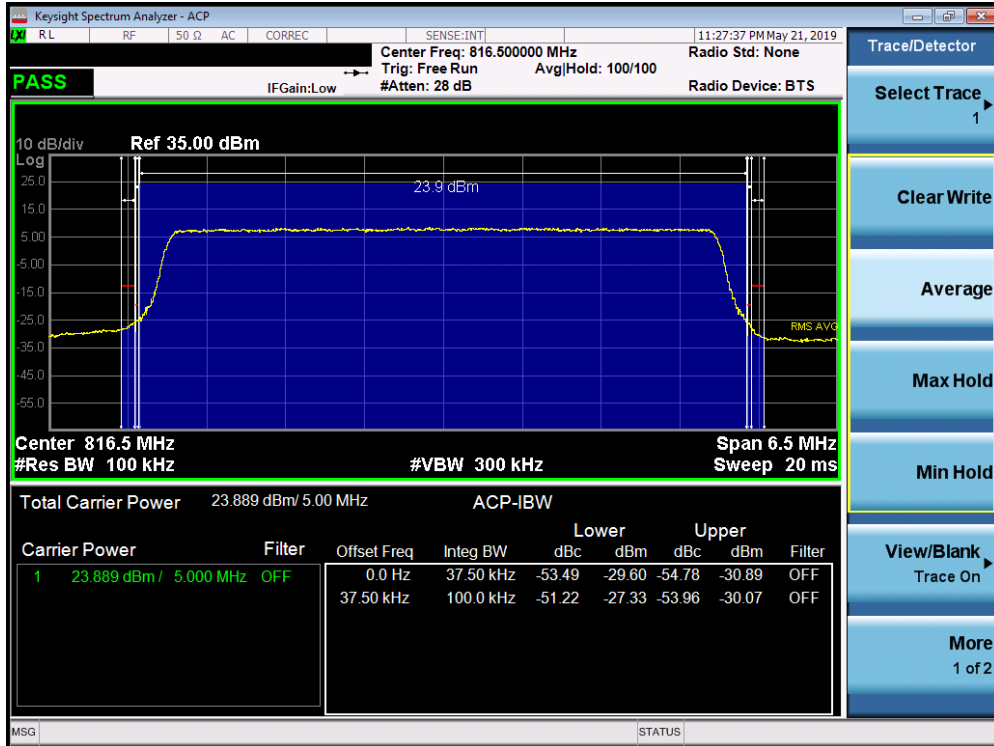 Keysight Spectrum Analyzer - ACP
LXI RL RF 50 Ω AC CORREC SENSE:INT 11:27:37 PM May 21, 2019
Center Freq: 816.500000 MHz Radio Std: None
Trig: Free Run Avg|Hold: 100/100
PASS IFGain:Low #Atten: 28 dB Radio Device: BTS
10 dB/div Ref 35.00 dBm
Log
25.0
23.9 dBm
15.0
5.00
-5.00
-15.0
-25.0
RMS AVG
-35.0
-45.0
-55.0
Center 816.5 MHz Span 6.5 MHz
#Res BW 100 kHz #VBW 300 kHz Sweep 20 ms
Total Carrier Power 23.889 dBm/ 5.00 MHz ACP-IBW
Lower Upper
Carrier Power Filter Offset Freq Integ BW dBc dBm dBc dBm Filter
1 23.889 dBm / 5.000 MHz OFF 0.0 Hz 37.50 kHz -53.49 -29.60 -54.78 -30.89 OFF
37.50 kHz 100.0 kHz -51.22 -27.33 -53.96 -30.07 OFF
MSG STATUS
Trace/Detector
Select Trace
1
Clear Write
Average
Max Hold
Min Hold
View/Blank
Trace On
More
1 of 2